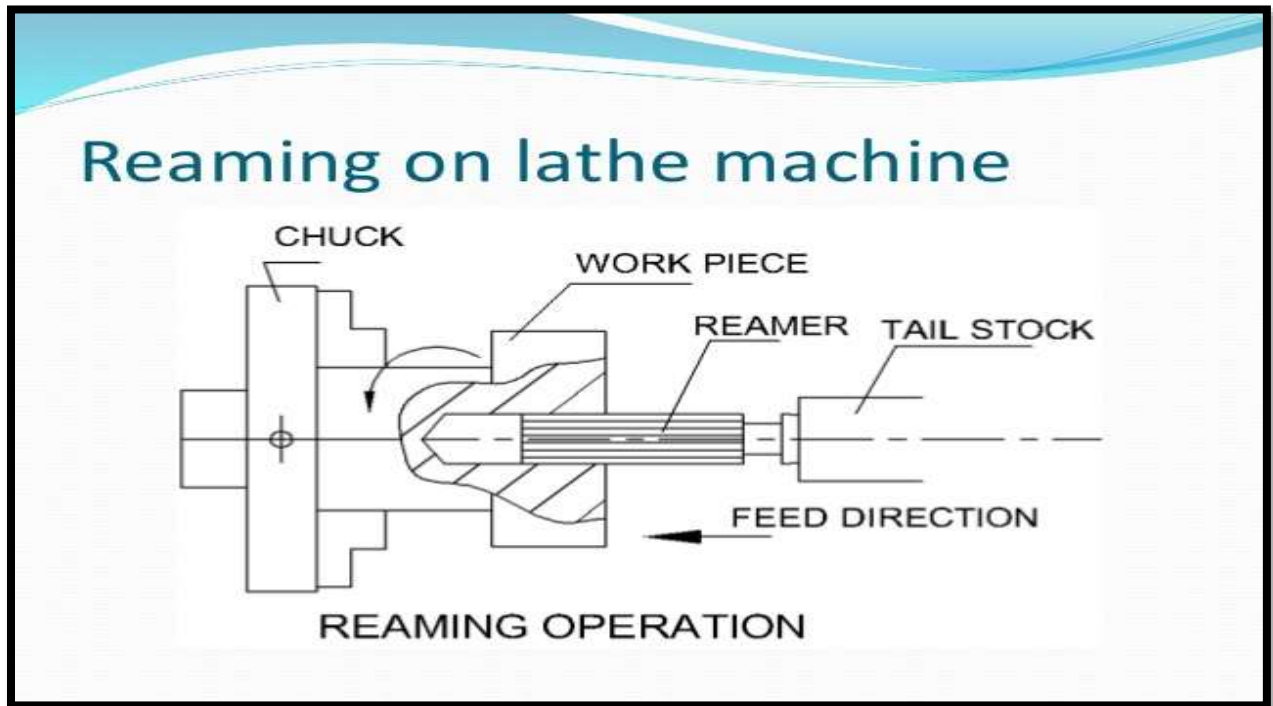 Reaming on lathe machine
CHUCK
WORK PIECE
REAMER
TAIL STOCK
FEED DIRECTION
REAMING OPERATION